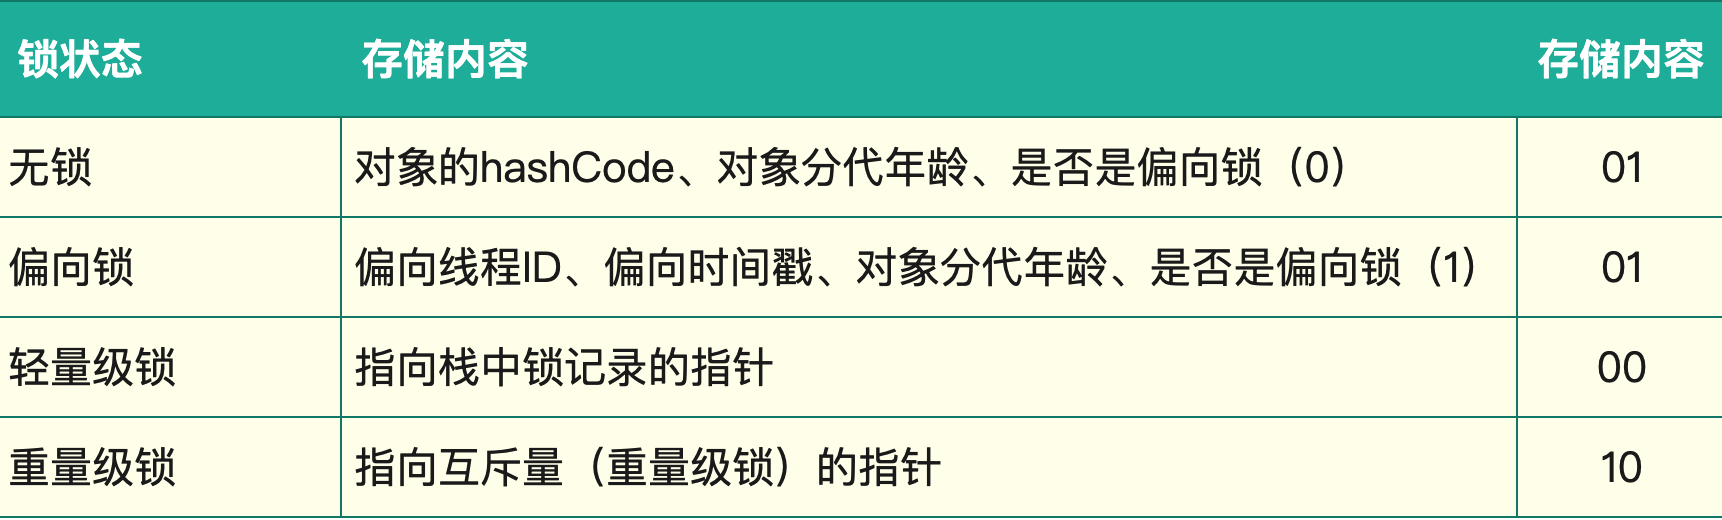 锁状态 存储内容 存储内容
无锁 对象的hashCode、对象分代年龄、是否是偏向锁（0） 01
偏向锁 偏向线程ID、偏向时间戳、对象分代年龄、是否是偏向锁（1） 01
轻量级锁 指向栈中锁记录的指针 00
重量级锁 指向互斥量（重量级锁）的指针 10